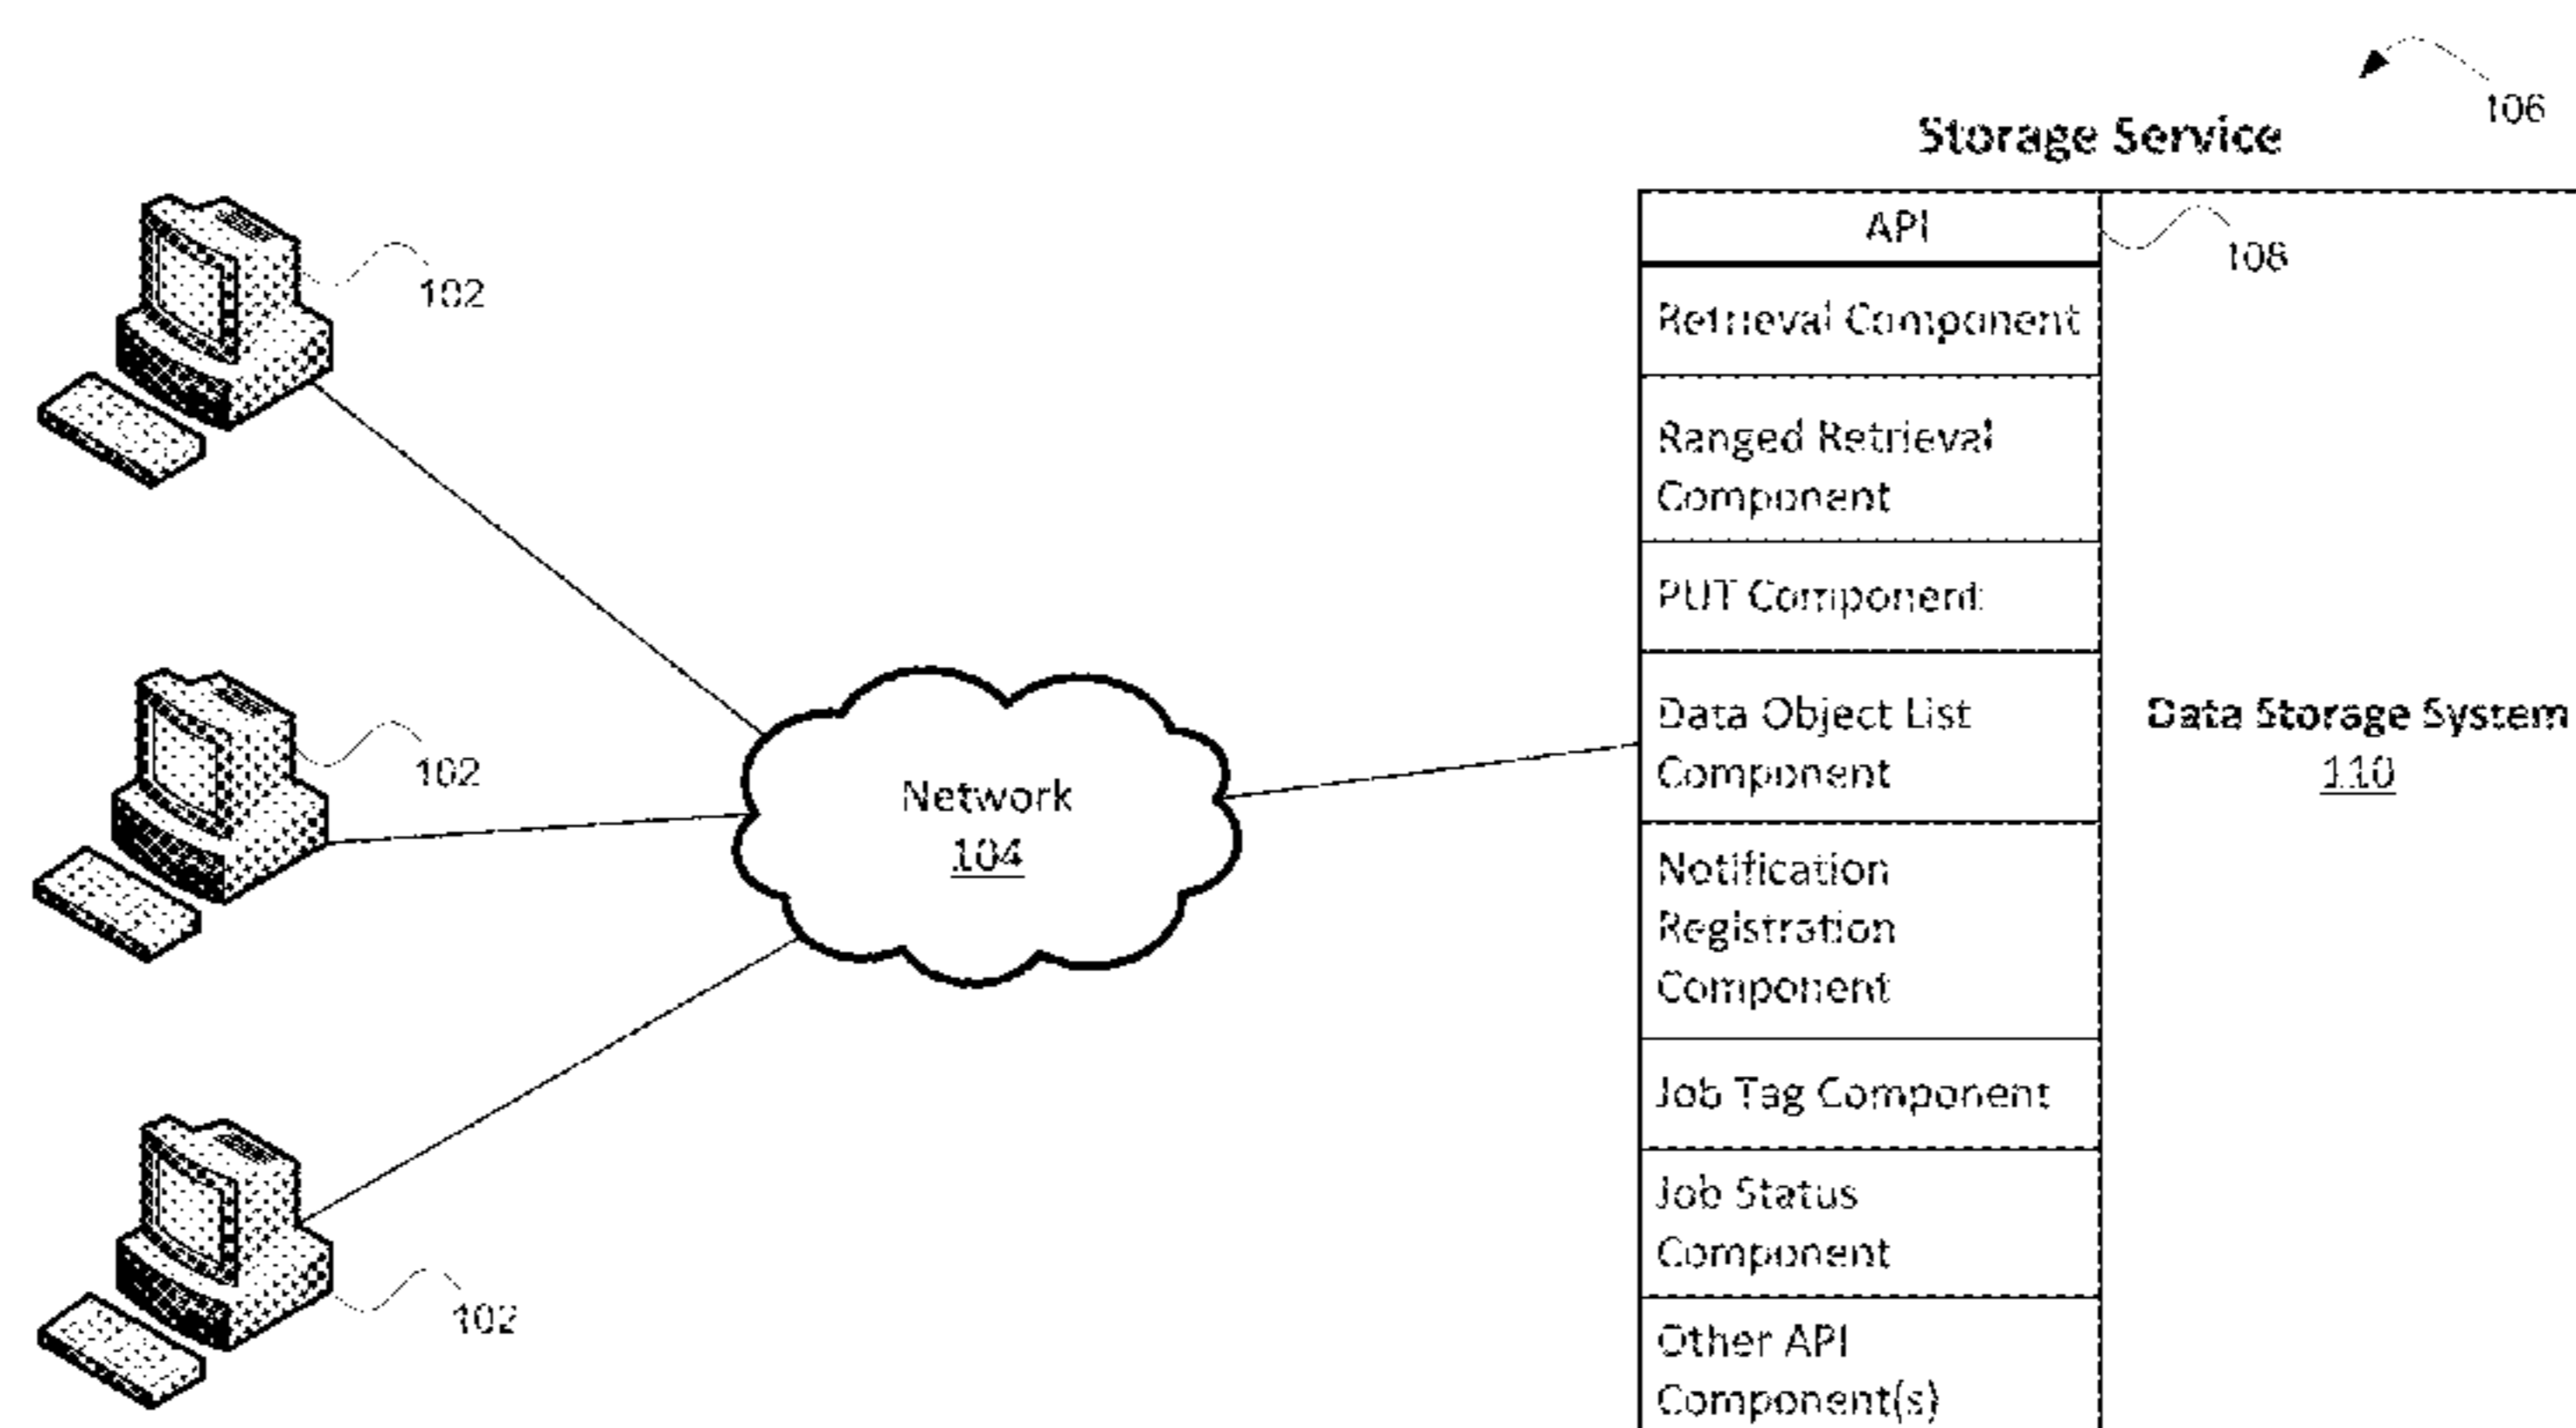 106
Storage Service
API
108
102
Retrieval Component
Ranged Retrieval
Component
PUT Component
Data Object List
Component
Data Storage System
110
102
Network
104
Notification
Registration
Component
Job Tag Component
Job Status
Component
102
Other API
Component(s)